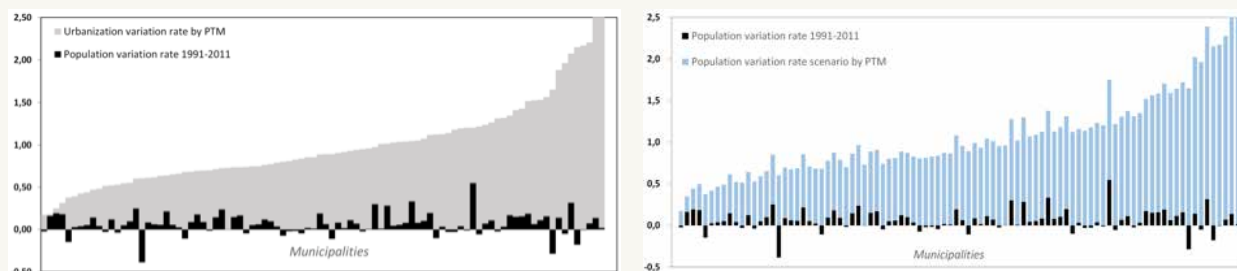 2,50
Urbanization variation rate by PTM
2,00
Population variation rate 1991-2011
1,50
1,00
0,50
0,00
Municipalities
-0,50
2,5
Population variation rate 1991-2011
2,0
Population variation rate scenario by PTM
1,5
1,0
0,5
0,0
Municipalities
-0,5